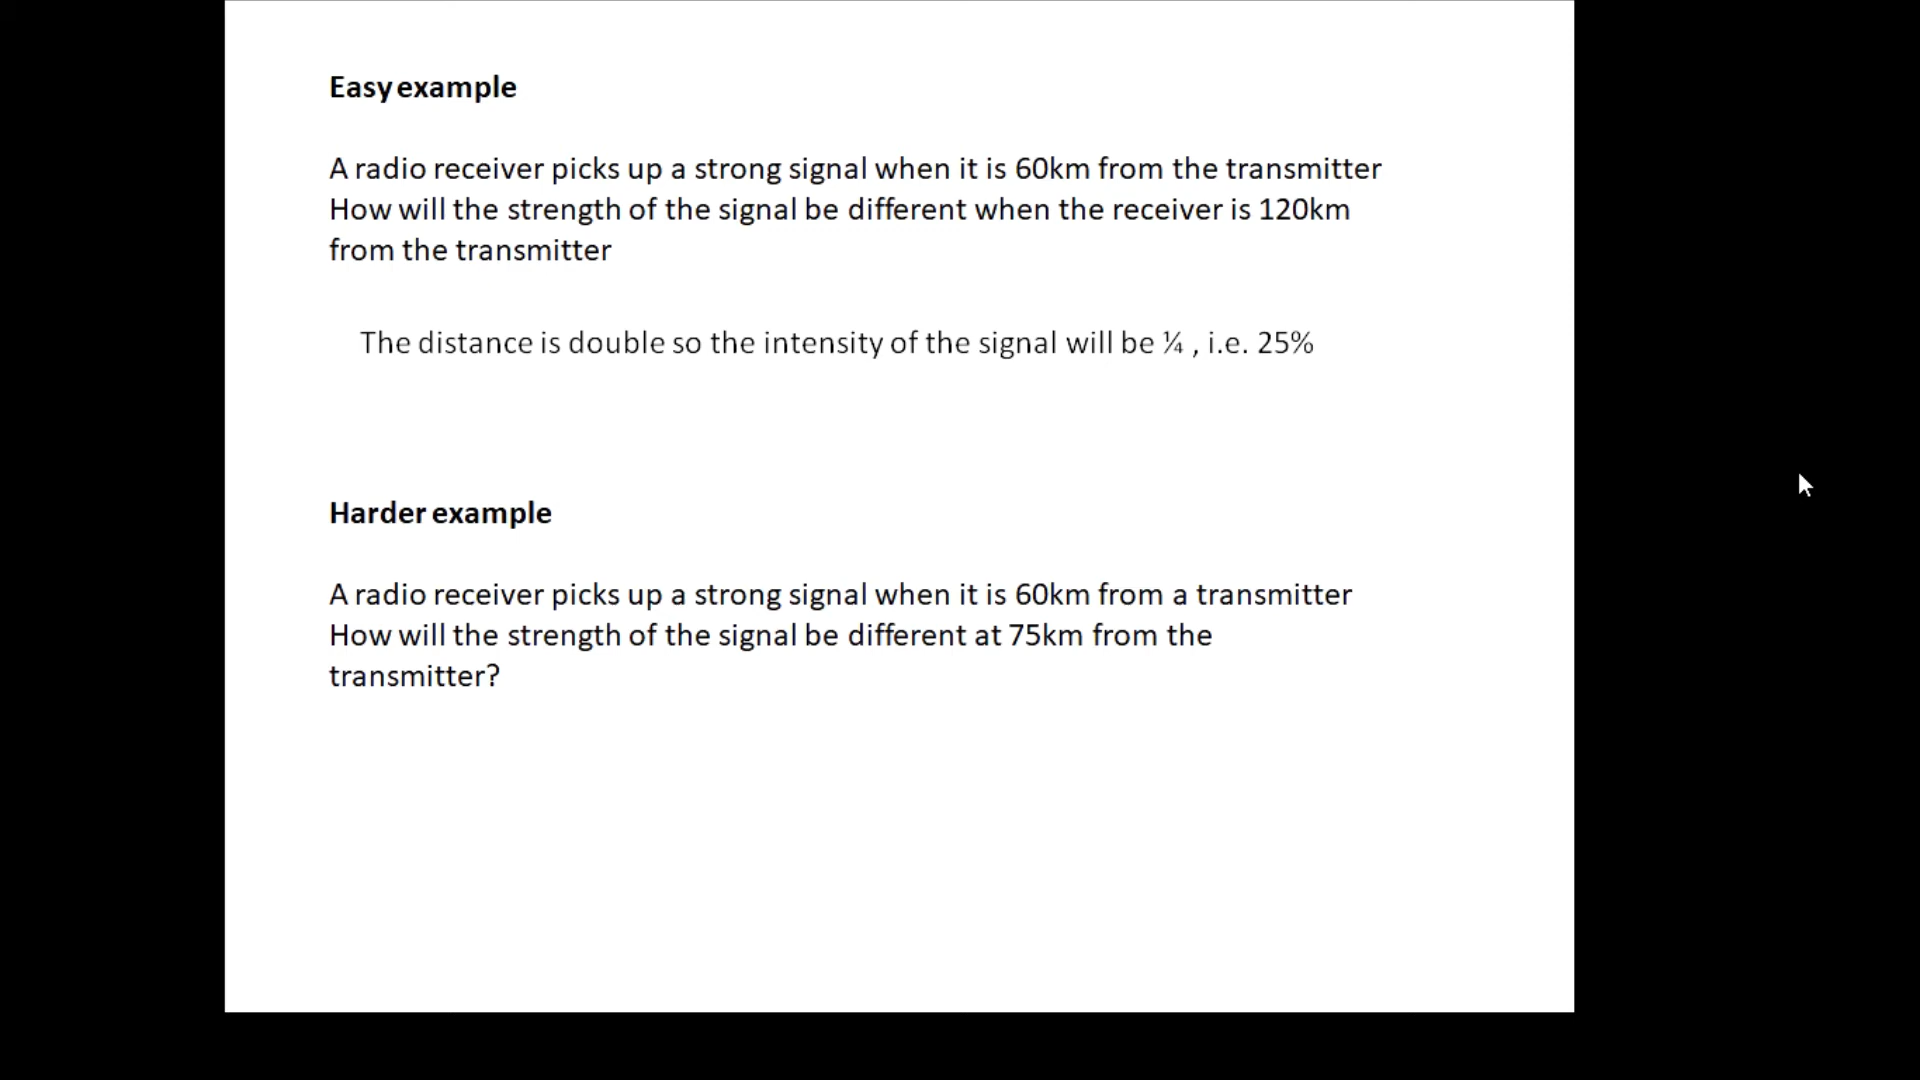 Easy example
A radio receiver picks up a strong signal when it is 60km from the transmitter
How will the strength of the signal be different when the receiver is 120km
from the transmitter
The distance is double so the intensity of the signal will be ¼ , i.e. 25%
Harder example
A radio receiver picks up a strong signal when it is 60km from a transmitter
How will the strength of the signal be different at 75km from the
transmitter?